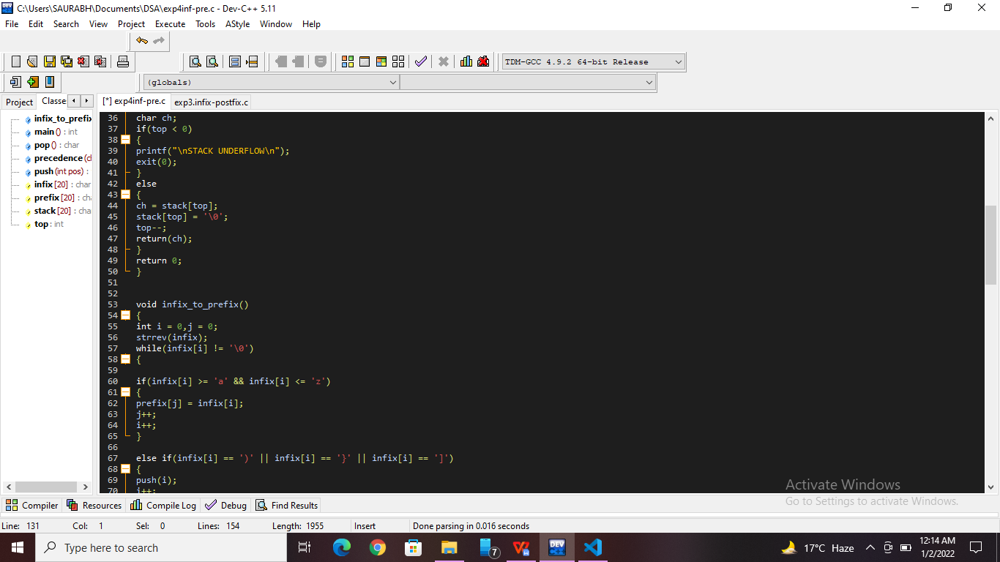 C:\Users\SAURABH\Documents\DSA\exp4inf-pre.c - Dev-C++ 5.11
File Edit Search View Project Execute Tools AStyle Window Help
TDM-GCC 4.9.2 64-bit Release
(globals)
Project Classe [*] exp4inf-pre.c exp3.infix-postfix.c
infix_to_prefix
main () : int
pop () : char
precedence (cl
push (int pos) :
infix [20] : char
prefix [20] : cha
stack [20] : cha
top : int
36 char ch;
37 if(top < 0)
38 {
39 printf("\nSTACK UNDERFLOW\n");
40 exit(0);
41 }
42 else
43 {
44 ch = stack[top];
45 stack[top] = '\0';
46 top--;
47 return(ch);
48 }
49 return 0;
50 }
51
52
53 void infix_to_prefix()
54 {
55 int i = 0,j = 0;
56 strrev(infix);
57 while(infix[i] != '\0')
58 {
59
60 if(infix[i] >= 'a' && infix[i] <= 'z')
61 {
62 prefix[j] = infix[i];
63 j++;
64 i++;
65 }
66
67 else if(infix[i] == ')' || infix[i] == '}' || infix[i] == ']')
68 {
69 push(i);
70 i++;
Activate Windows
Go to Settings to activate Windows.
Compiler Resources Compile Log Debug Find Results
Line: 131 Col: 1 Sel: 0 Lines: 154 Length: 1955 Insert Done parsing in 0.016 seconds
Type here to search
7
DEV
17°C Haze
12:14 AM
1/2/2022